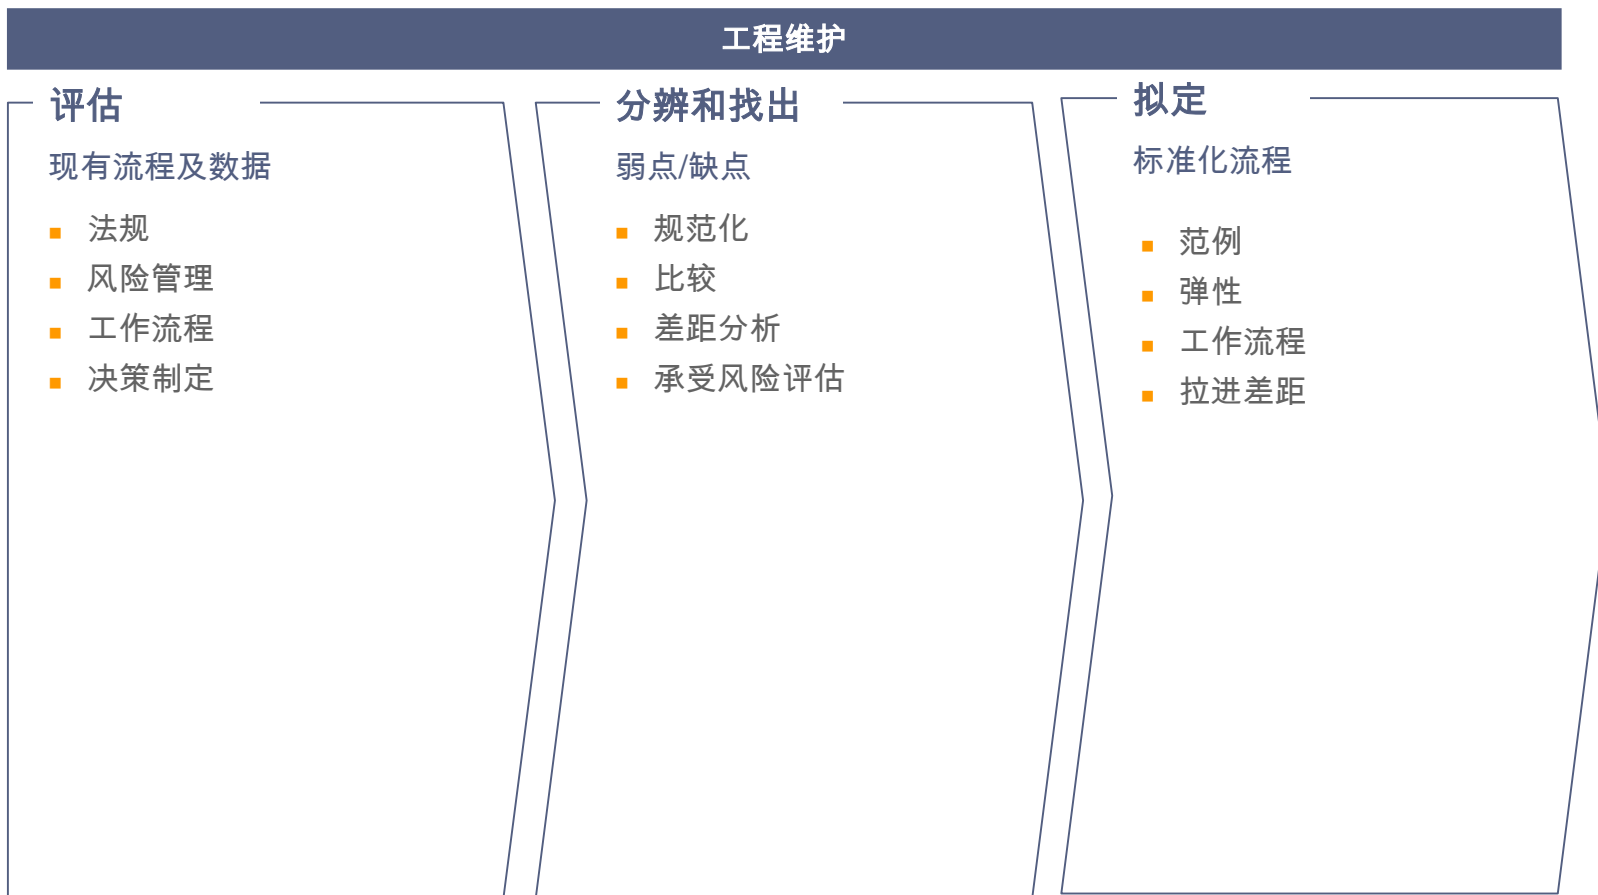 工程维护
评估
现有流程及数据
法规
风险管理
工作流程
决策制定
分辨和找出
弱点/缺点
规范化
比较
差距分析
承受风险评估
拟定
标准化流程
范例
弹性
工作流程
拉进差距